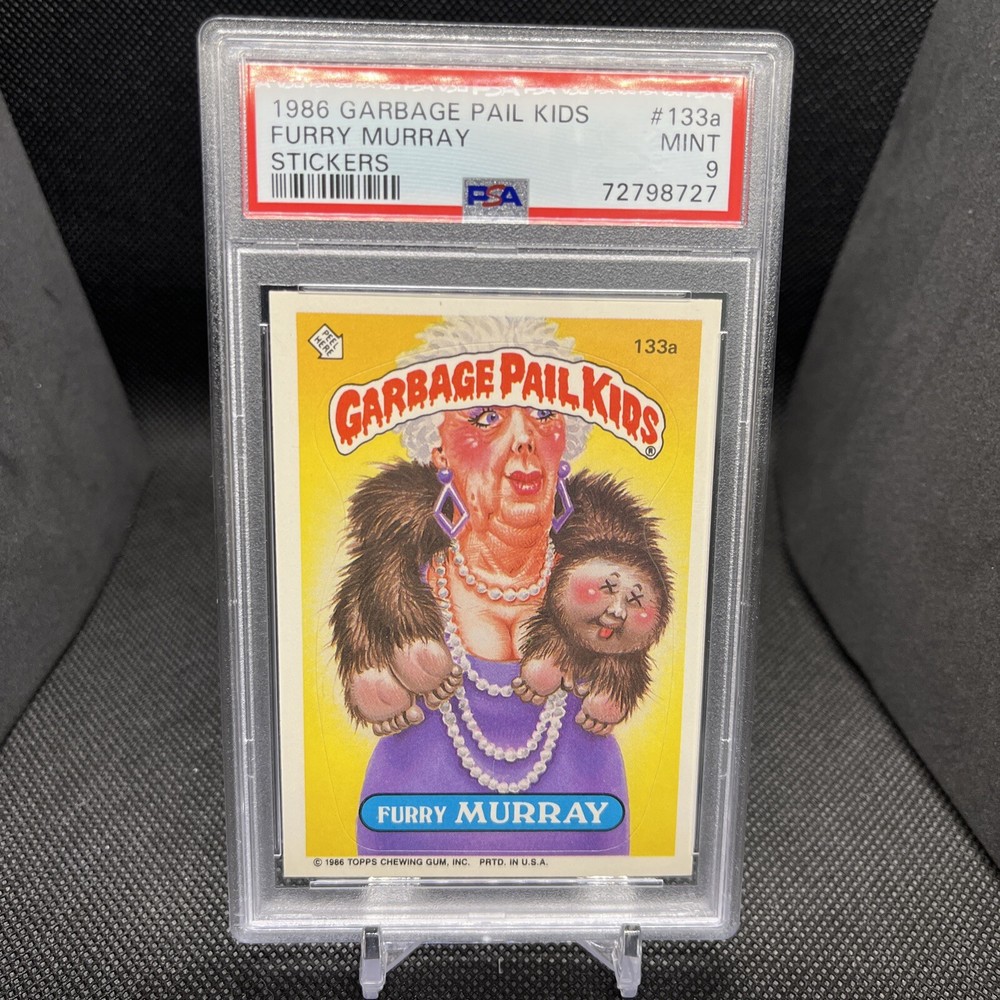 1986 GARBAGE PAIL KIDS #133a
FURRY MURRAY MINT
STICKERS 9
PSA 72798727
PEEL
HERE
133a
GARBAGE PAIL KIDS®
FURRY MURRAY
© 1986 TOPPS CHEWING GUM, INC. PRTD. IN U.S.A.